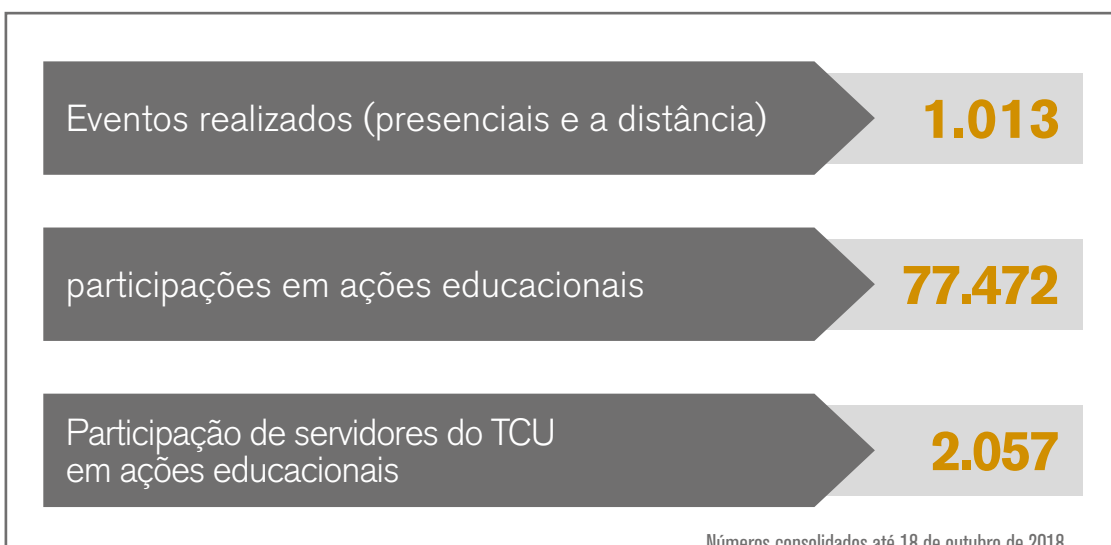 Eventos realizados (presenciais e a distância)
1.013
participações em ações educacionais
77.472
Participação de servidores do TCU
em ações educacionais
2.057
Números consolidados até 18 de outubro de 2018